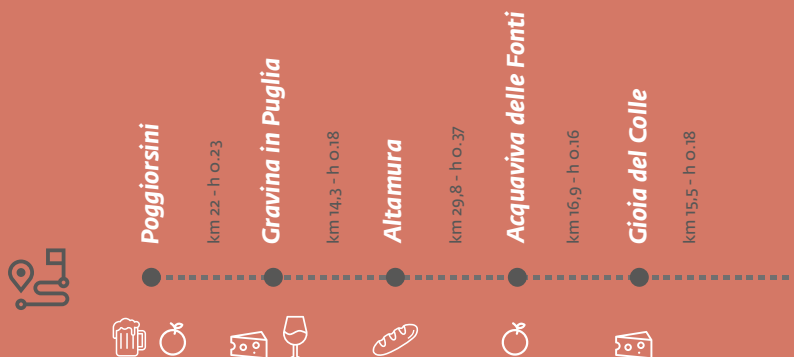 Poggiorsini
km 22 - h 0.23
Gravina in Puglia
km 14,3 - h 0.18
Altamura
km 29,8 - h 0.37
Acquaviva delle Fonti
km 16,9 - h 0.16
Gioia del Colle
km 15,5 - h 0.18